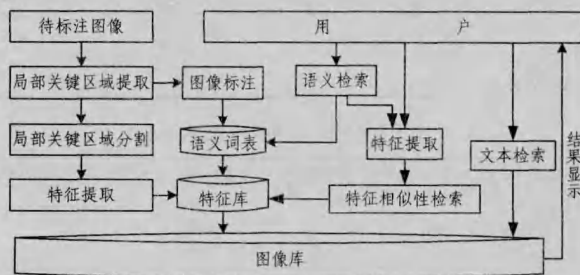 待标注图像
用 户
局部关键区域提取
图像标注
语义检索
局部关键区域分割
语义词表
特征提取
文本检索
结果显示
特征提取
特征库
特征相似性检索
图像库